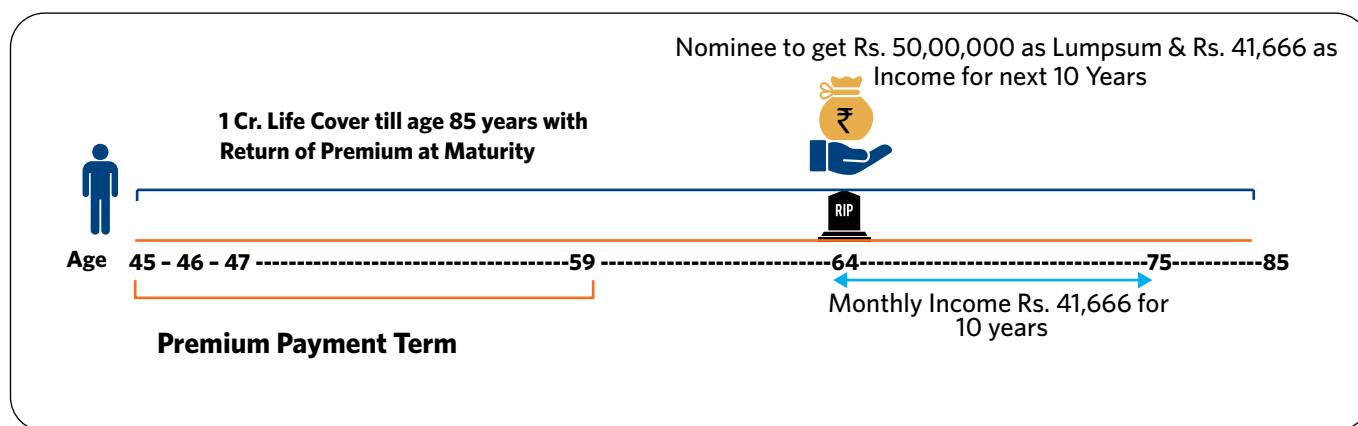 Nominee to get Rs. 50,00,000 as Lumpsum & Rs. 41,666 as
Income for next 10 Years
1 Cr. Life Cover till age 85 years with
Return of Premium at Maturity
₹
RIP
Age 45 – 46 – 47 ---------------------------------------59 ----------------------------64-------------------------------------75-----------85
Monthly Income Rs. 41,666 for
10 years
Premium Payment Term